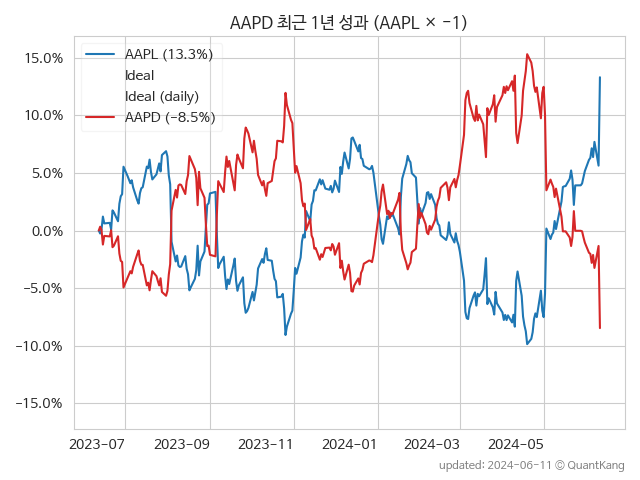 AAPD 최근 1년 성과 (AAPL × −1)
AAPL (13.3%)
Ideal
Ideal (daily)
AAPD (−8.5%)
15.0%
10.0%
5.0%
0.0%
−5.0%
−10.0%
−15.0%
2023-07
2023-09
2023-11
2024-01
2024-03
2024-05
updated: 2024-06-11 © QuantKang